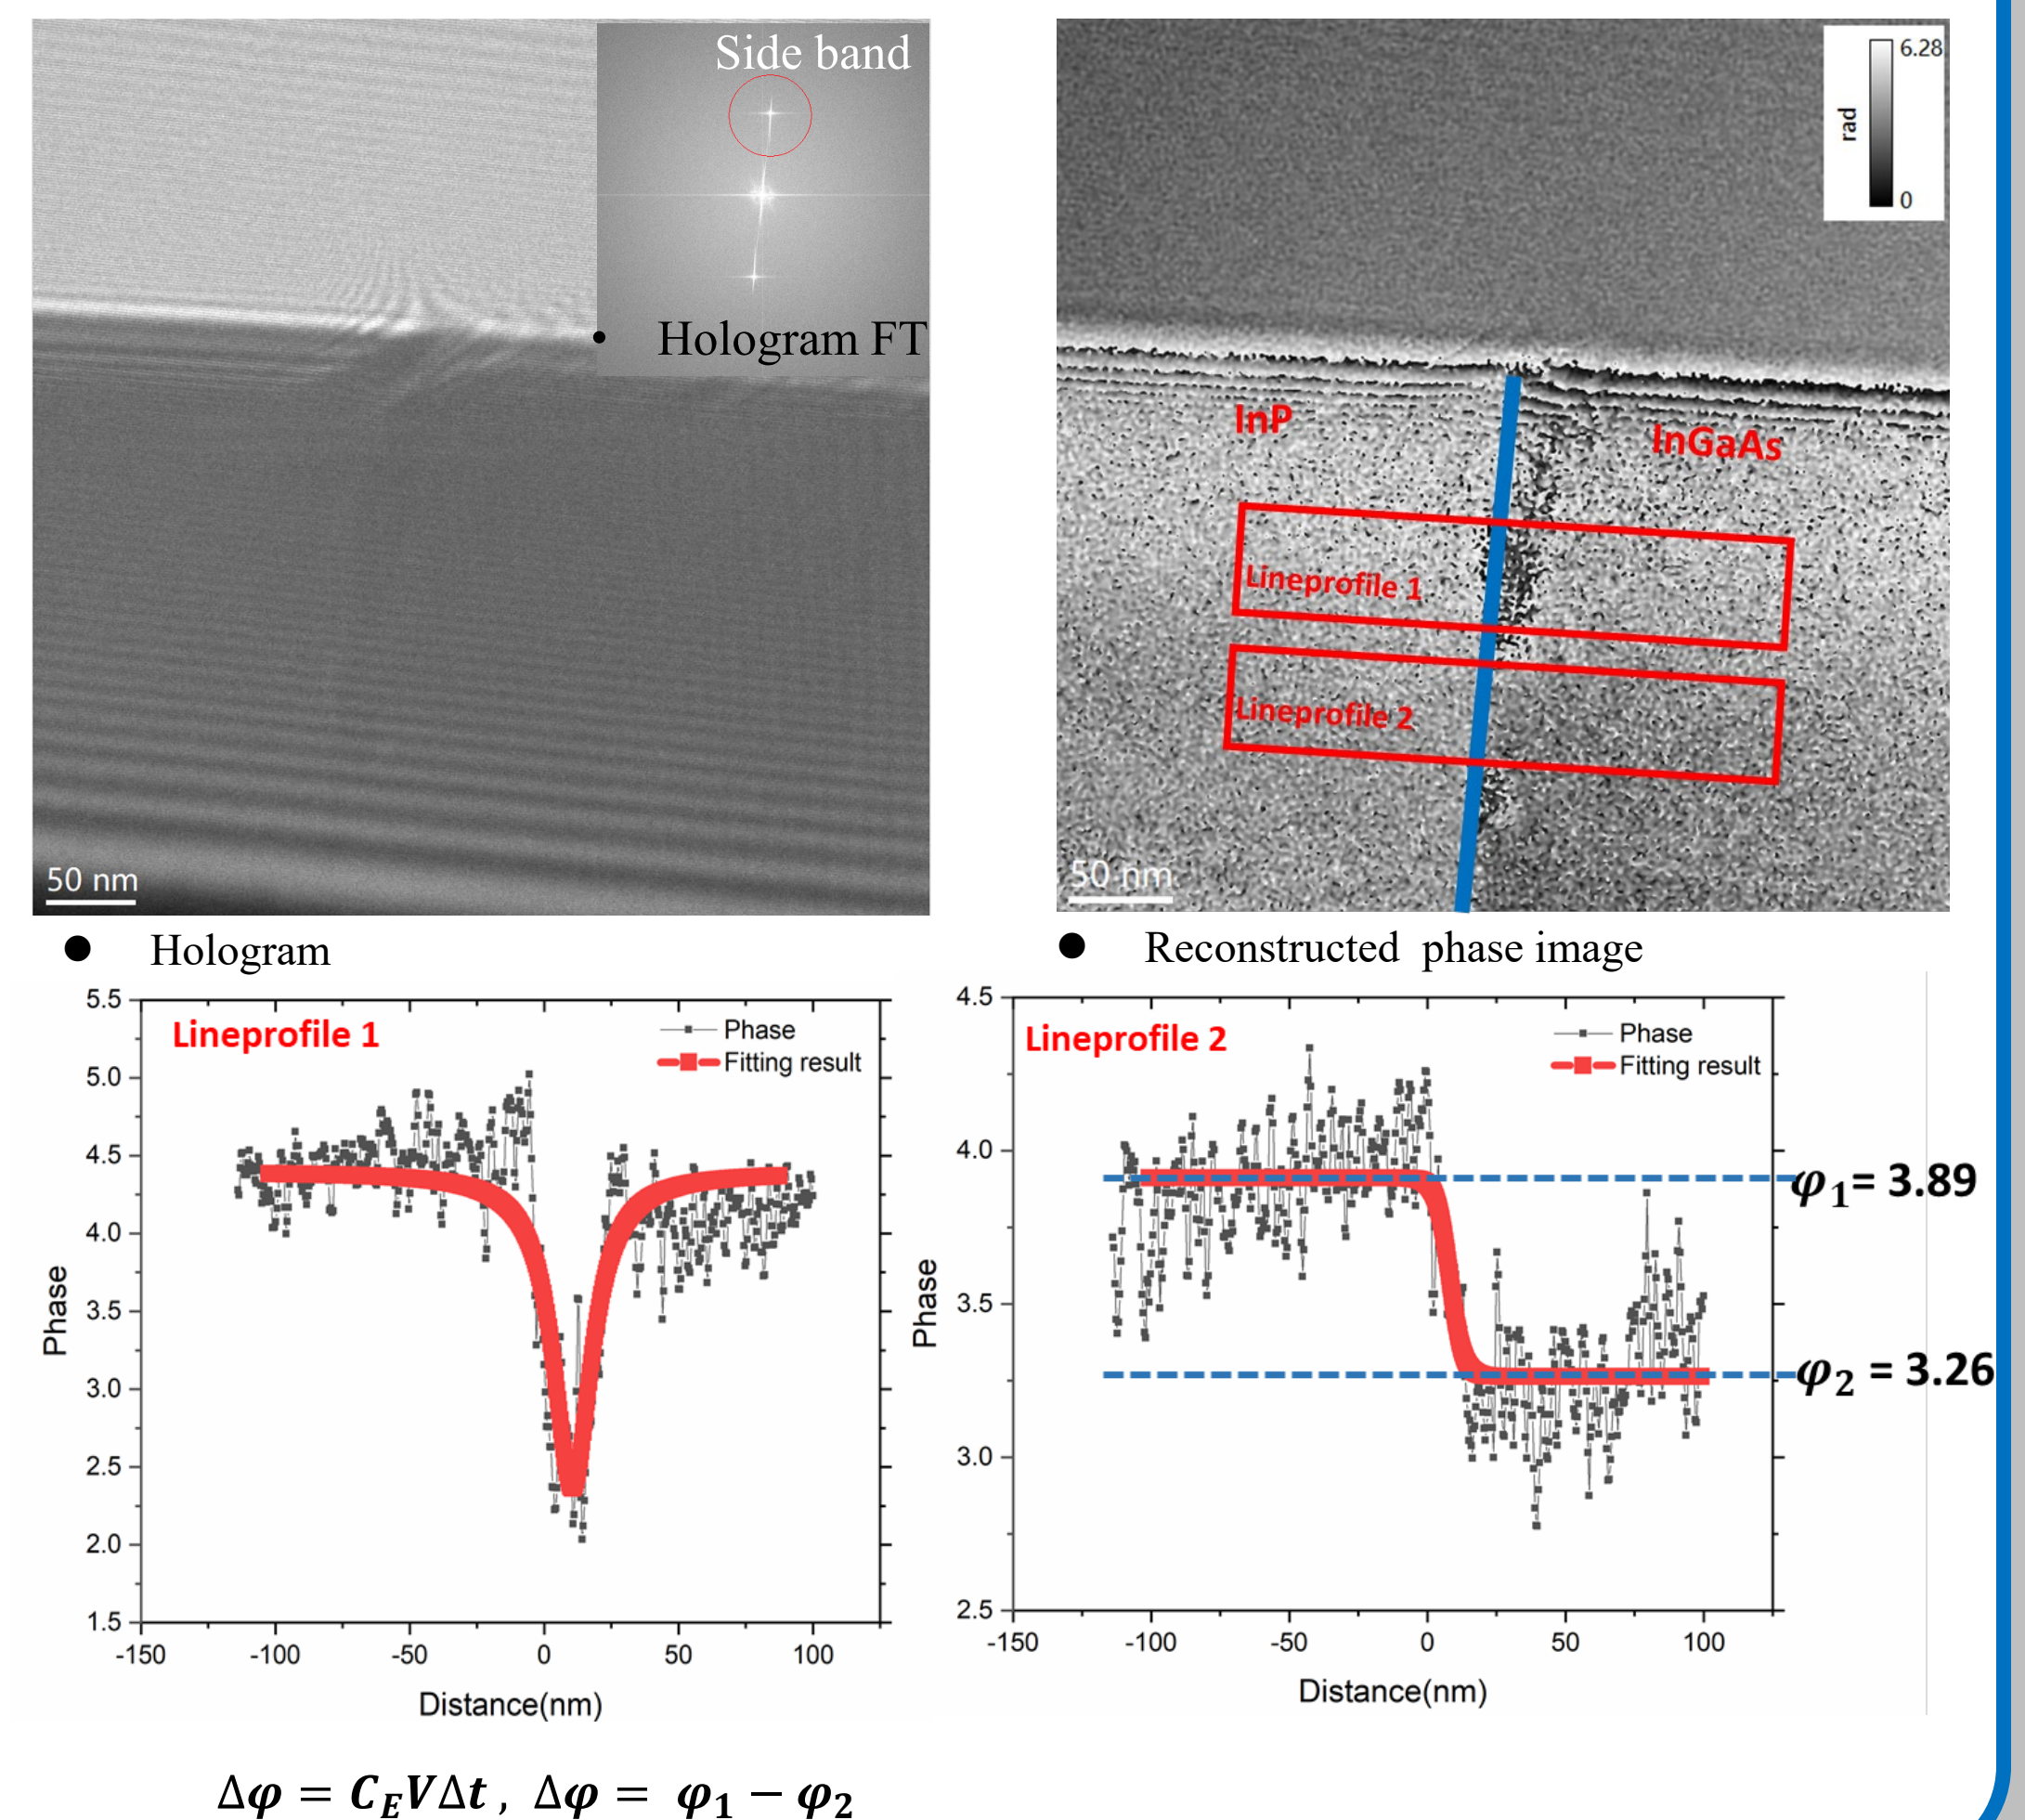 Side band
• Hologram FT
50 nm
6.28
rad
0
InP
InGaAs
Lineprofile 1
Lineprofile 2
50 nm
● Hologram
● Reconstructed phase image
Lineprofile 1
Phase
Fitting result
5.5
5.0
4.5
4.0
3.5
3.0
2.5
2.0
1.5
Phase
-150 -100 -50 0 50 100
Distance(nm)
Lineprofile 2
Phase
Fitting result
4.5
4.0
3.5
3.0
2.5
Phase
-150 -100 -50 0 50 100
Distance(nm)
φ₁= 3.89
φ₂ = 3.26
Δφ = C_E VΔt , Δφ = φ₁ − φ₂